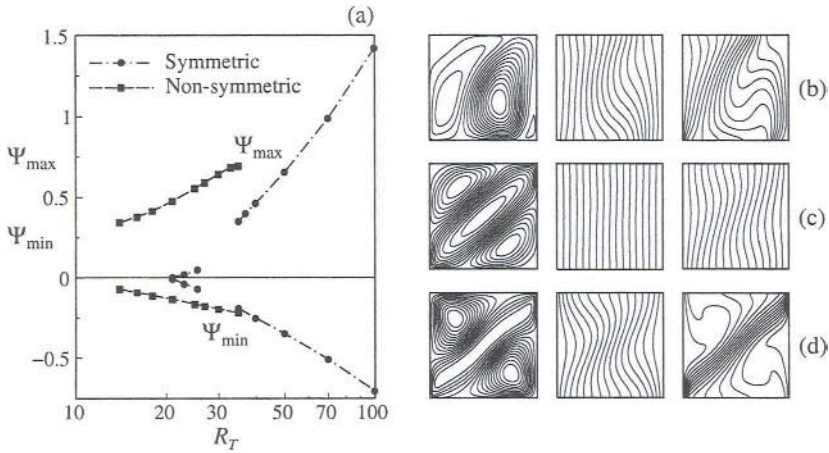 (a)
1.5
Symmetric
Non-symmetric
1
Ψmax
Ψmax
0.5
Ψmin
0
Ψmin
−0.5
10 20 30 50 70 100
R_T
(b)
(c)
(d)